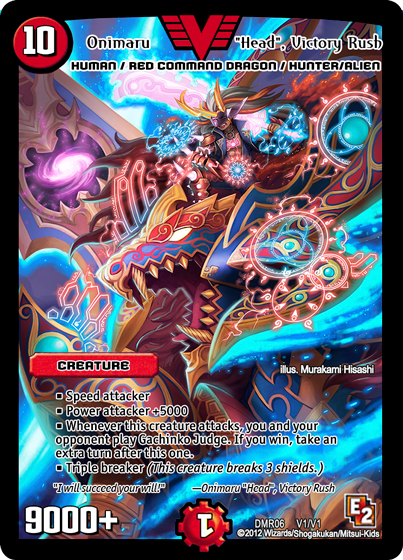 10
Onimaru "Head", Victory Rush
HUMAN / RED COMMAND DRAGON / HUNTER/ALIEN
illus. Murakami Hisashi
CREATURE
▪ Speed attacker
▪ Power attacker +5000
▪ Whenever this creature attacks, you and your
opponent play Gachinko Judge. If you win, take an
extra turn after this one.
▪ Triple breaker (This creature breaks 3 shields.)
"I will succeed your will!" —Onimaru "Head", Victory Rush
9000+
1
DMR06 V1/V1
©2012 Wizards/Shogakukan/Mitsui-Kids
E2